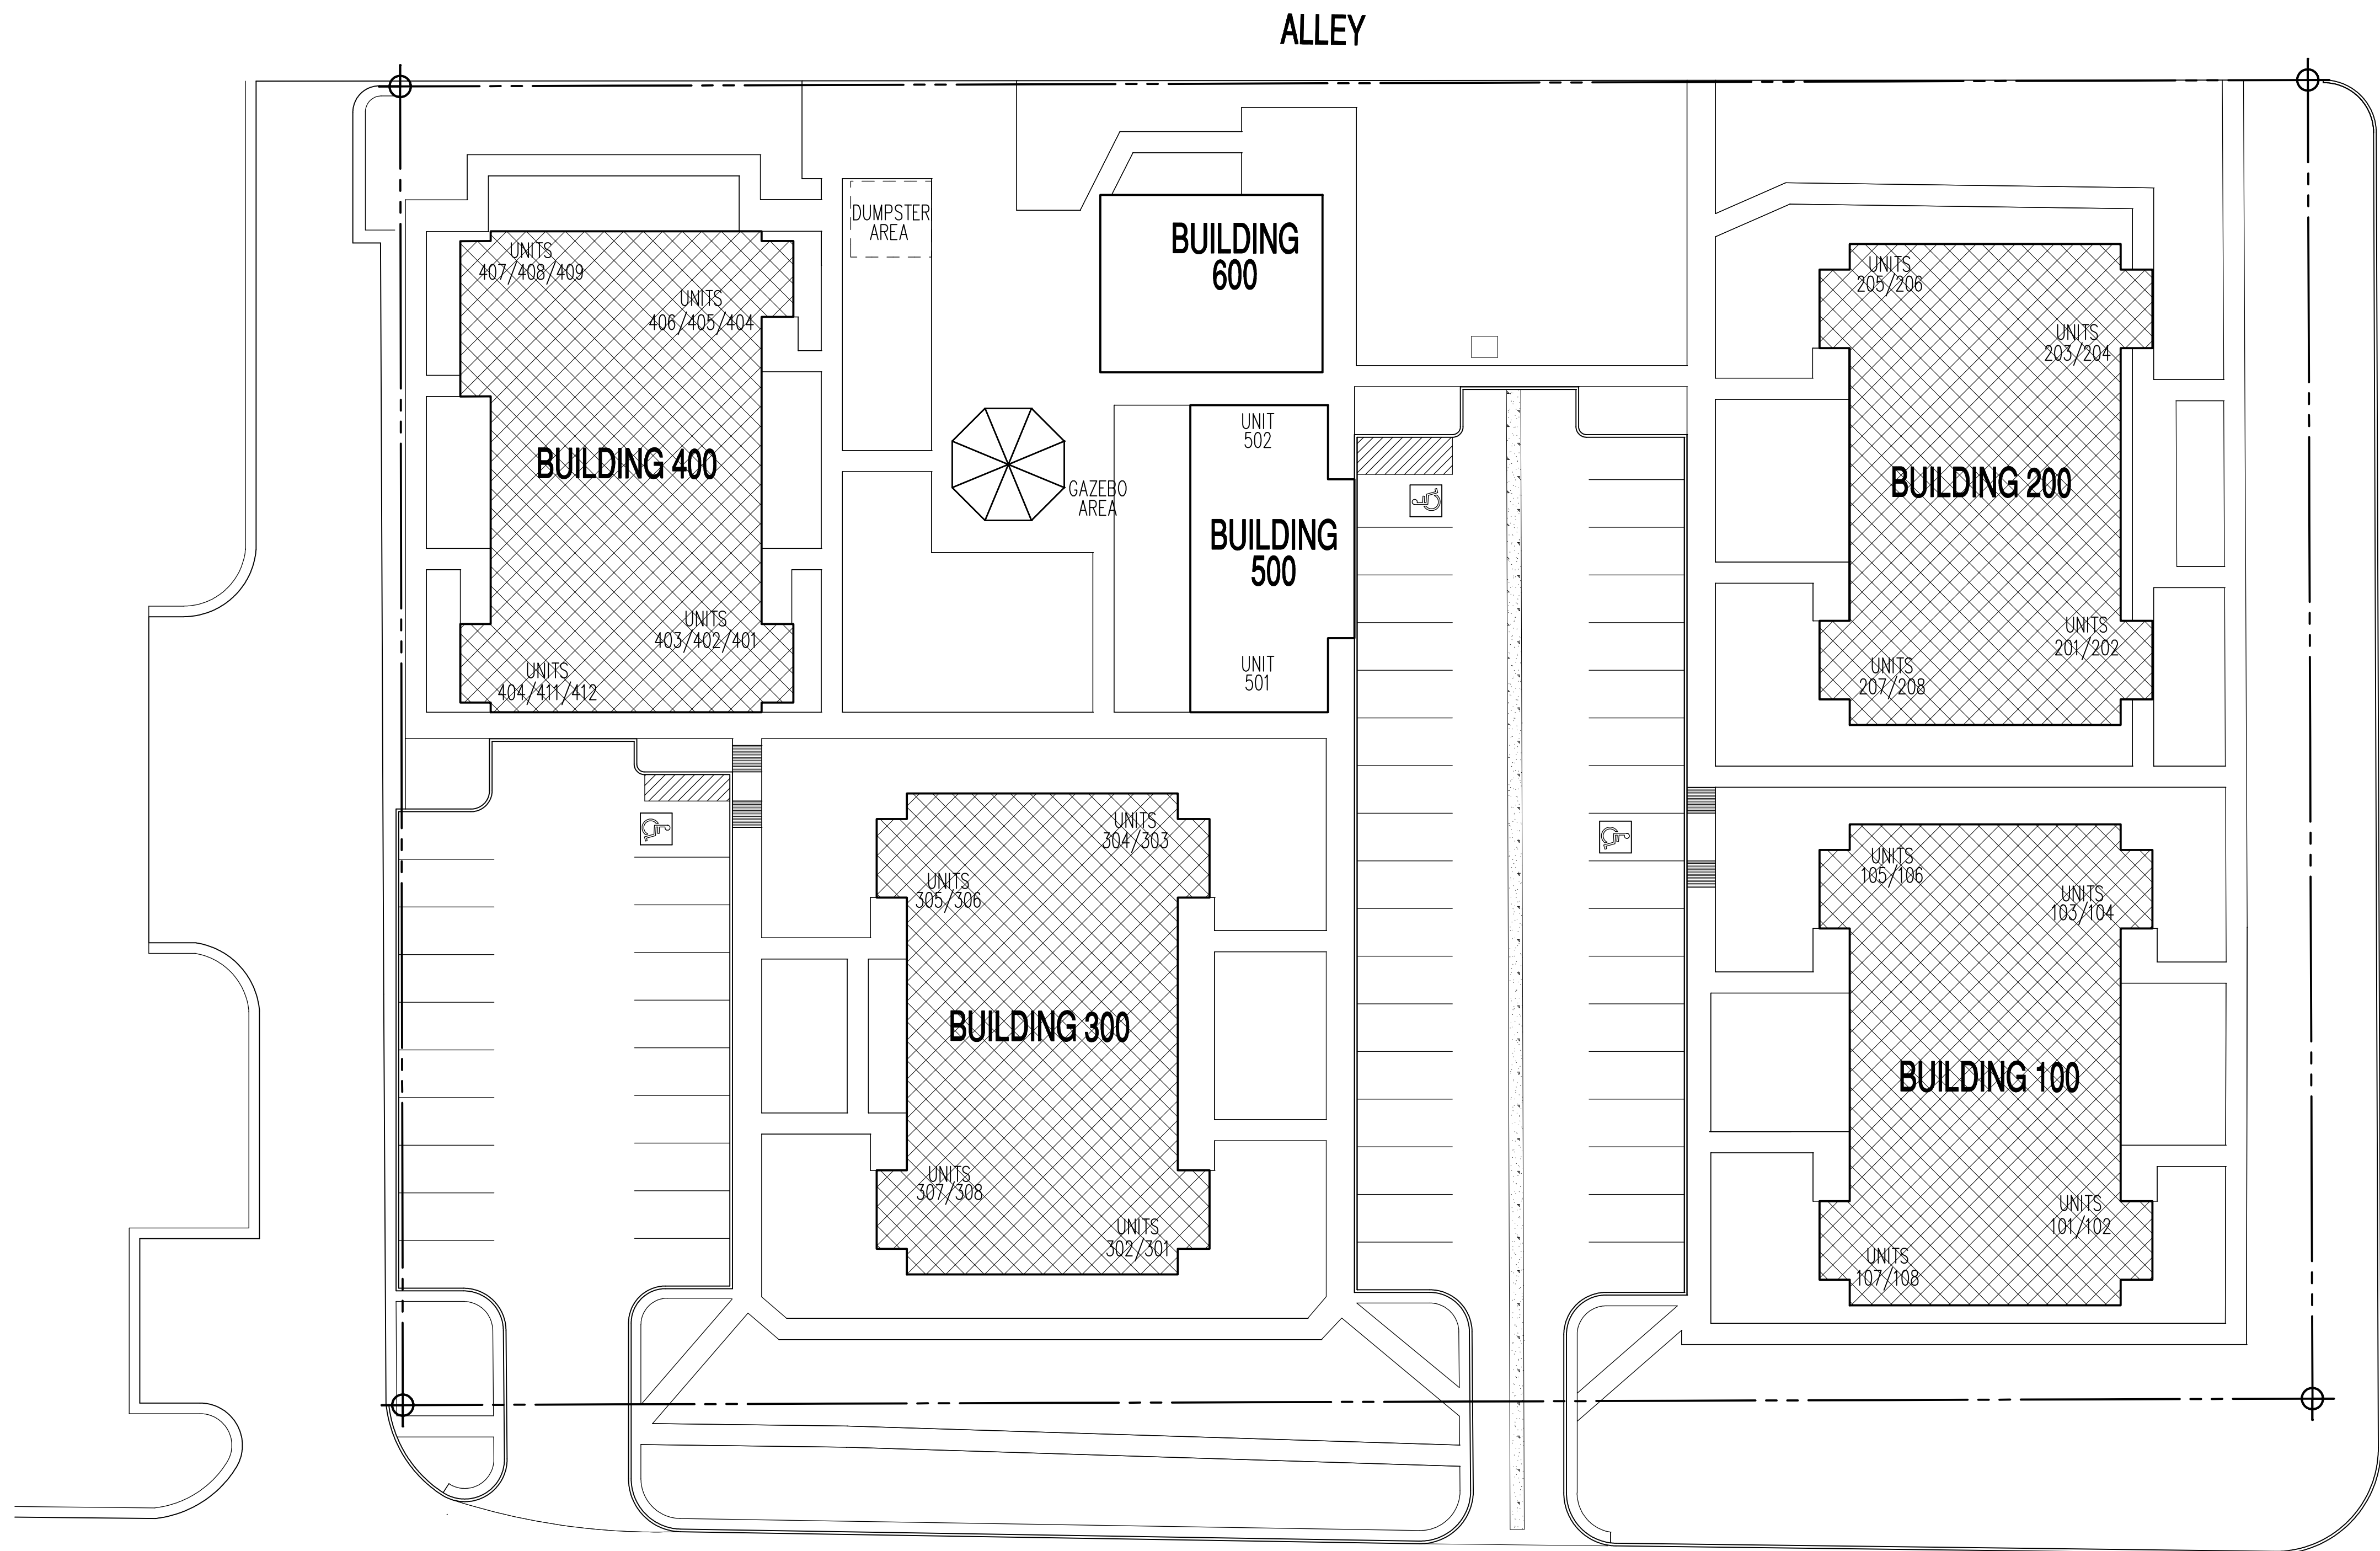 ALLEY
DUMPSTER
AREA
BUILDING
600
UNITS
407/408/409
UNITS
406/405/404
UNITS
205/206
UNITS
203/204
UNIT
502
BUILDING 400
GAZEBO
AREA
BUILDING
500
BUILDING 200
UNITS
403/402/401
UNITS
404/411/412
UNIT
501
UNITS
201/202
UNITS
207/208
UNITS
304/303
UNITS
305/306
UNITS
105/106
UNITS
103/104
BUILDING 300
BUILDING 100
UNITS
307/308
UNITS
302/301
UNITS
101/102
UNITS
107/108